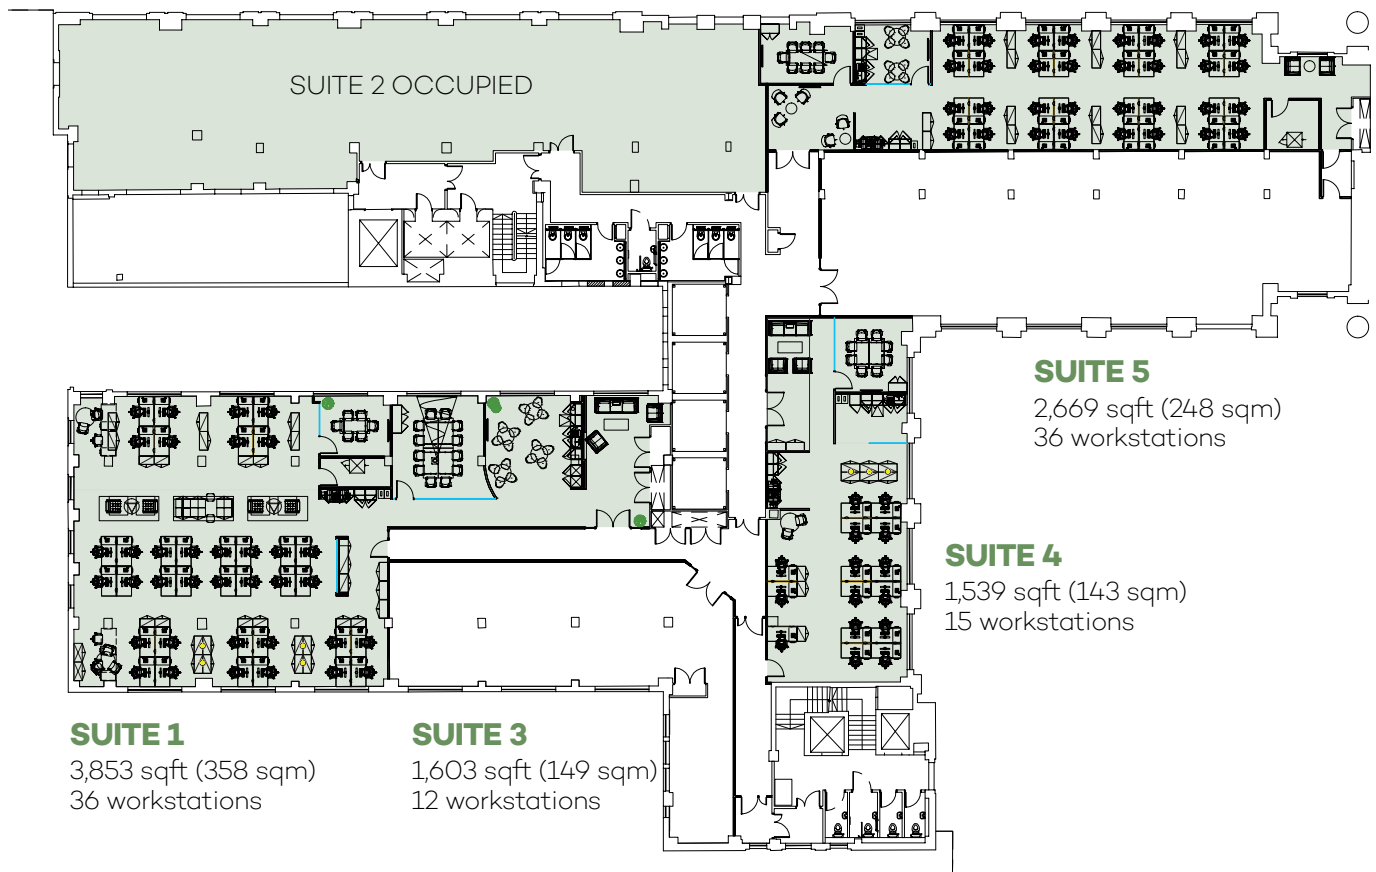 SUITE 2 OCCUPIED
SUITE 5
2,669 sqft (248 sqm)
36 workstations
SUITE 4
1,539 sqft (143 sqm)
15 workstations
SUITE 1
3,853 sqft (358 sqm)
36 workstations
SUITE 3
1,603 sqft (149 sqm)
12 workstations